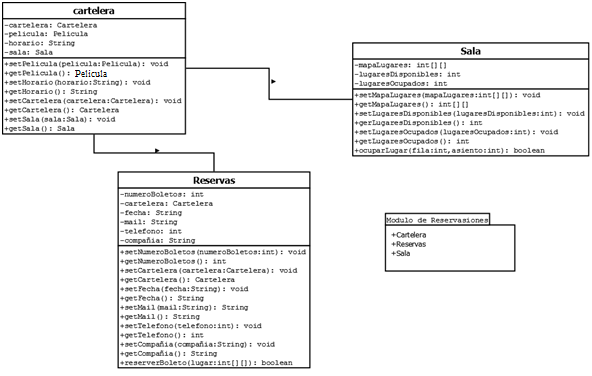 cartelera
-cartelera: Cartelera
-pelicula: Pelicula
-horario: String
-sala: Sala
+setPelicula(pelicula:Pelicula): void
+getPelicula(): Pelicula
+setHorario(horario:String): void
+getHorario(): String
+setCartelera(cartelera:Cartelera): void
+getCartelera(): Cartelera
+setSala(sala:Sala): void
+getSala(): Sala
Sala
-mapaLugares: int[][]
-lugaresDisponibles: int
-lugaresOcupados: int
+setMapaLugares(mapaLugares:int[][]): void
+getMapaLugares(): int[][]
+setLugaresDisponibles(lugaresDisponibles:int): void
+gerLugaresDisponibles(): int
+setLugaresOcupados(lugaresOcupados:int): void
+getLugaresOcupados(): int
+ocuparLugar(fila:int,asiento:int): boolean
Reservas
-numeroBoletos: int
-cartelera: Cartelera
-fecha: String
-mail: String
-telefono: int
-compañia: String
+setNumeroBoletos(numeroBoletos:int): void
+getNumeroBoletos(): int
+setCartelera(cartelera:Cartelera): void
+getCartelera(): Cartelera
+setFecha(fecha:String): void
+getFecha(): String
+setMail(mail:String): String
+getMail(): String
+setTelefono(telefono:int): void
+getTelefono(): int
+setCompañia(compañia:String): void
+getCompañia(): String
+reserverBoleto(lugar:int[][]): boolean
Modulo de Reservasiones
+Cartelera
+Reservas
+Sala